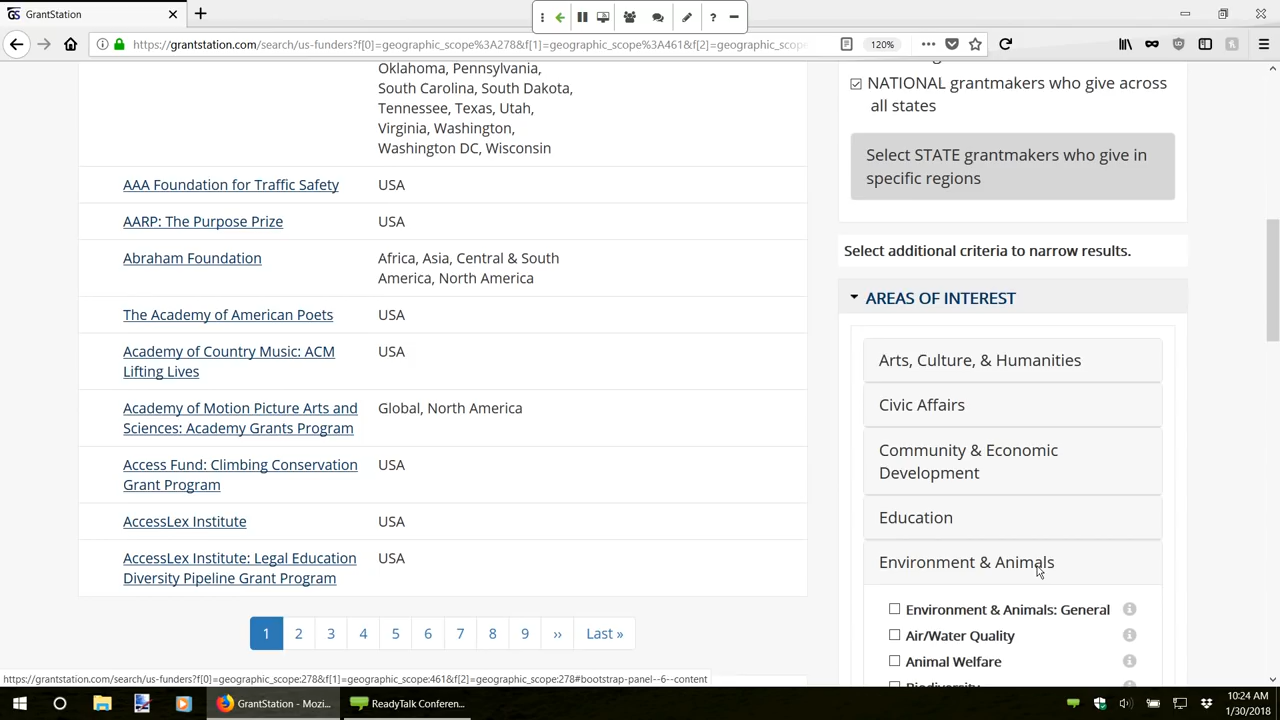 GrantStation
https://grantstation.com/search/us-funders?f[0]=geographic_scope%3A278&f[1]=geographic_scope%3A461&f[2]=geographic_scope
120%
Oklahoma, Pennsylvania,
South Carolina, South Dakota,
Tennessee, Texas, Utah,
Virginia, Washington,
Washington DC, Wisconsin
AAA Foundation for Traffic Safety USA
AARP: The Purpose Prize USA
Abraham Foundation Africa, Asia, Central & South
America, North America
The Academy of American Poets USA
Academy of Country Music: ACM USA
Lifting Lives
Academy of Motion Picture Arts and Global, North America
Sciences: Academy Grants Program
Access Fund: Climbing Conservation USA
Grant Program
AccessLex Institute USA
AccessLex Institute: Legal Education USA
Diversity Pipeline Grant Program
1 2 3 4 5 6 7 8 9 ›› Last »
NATIONAL grantmakers who give across
all states
Select STATE grantmakers who give in
specific regions
Select additional criteria to narrow results.
AREAS OF INTEREST
Arts, Culture, & Humanities
Civic Affairs
Community & Economic
Development
Education
Environment & Animals
Environment & Animals: General
Air/Water Quality
Animal Welfare
Biodiversity
https://grantstation.com/search/us-funders?f[0]=geographic_scope:278&f[1]=geographic_scope:461&f[2]=geographic_scope:278#bootstrap-panel--6--content
GrantStation - Mozi...
ReadyTalk Conferen...
10:24 AM
1/30/2018